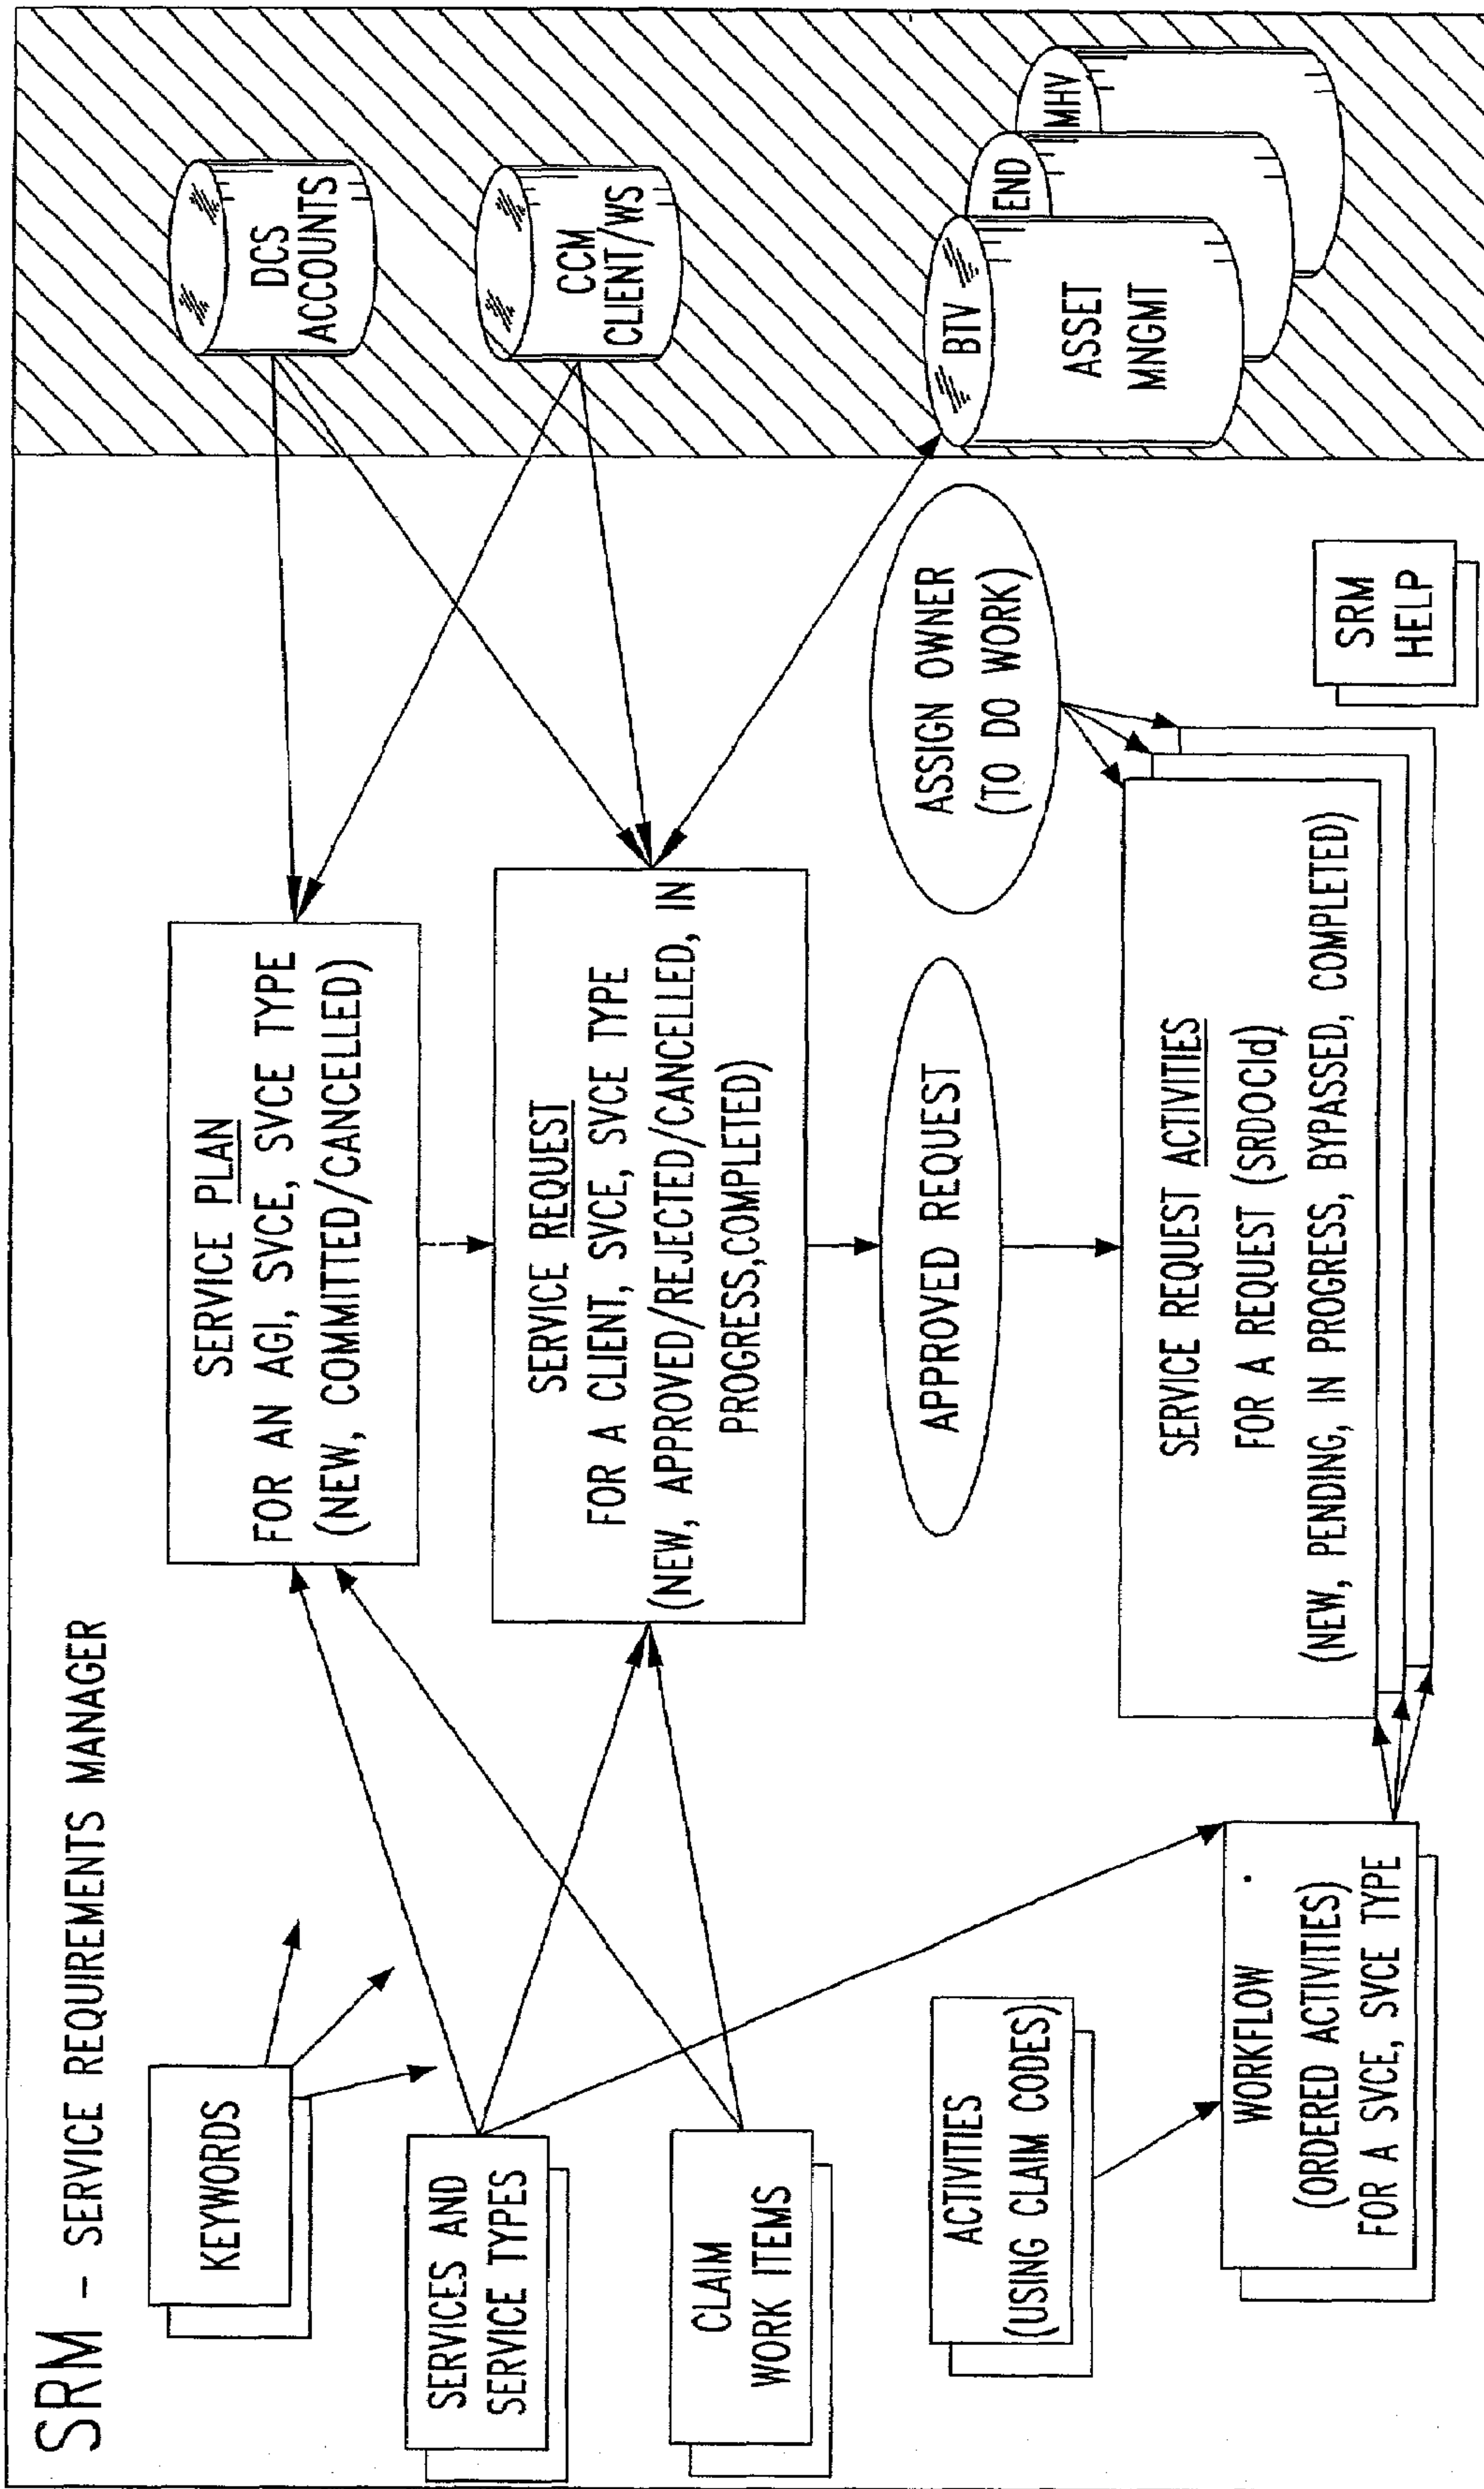 SRM - SERVICE REQUIREMENTS MANAGER
KEYWORDS
SERVICES AND
SERVICE TYPES
CLAIM
WORK ITEMS
ACTIVITIES
(USING CLAIM CODES)
WORKFLOW
(ORDERED ACTIVITIES)
FOR A SVCE, SVCE TYPE
SERVICE PLAN
FOR AN AGI, SVCE, SVCE TYPE
(NEW, COMMITTED/CANCELLED)
SERVICE REQUEST
FOR A CLIENT, SVCE, SVCE TYPE
(NEW, APPROVED/REJECTED/CANCELLED, IN
PROGRESS,COMPLETED)
APPROVED REQUEST
SERVICE REQUEST ACTIVITIES
FOR A REQUEST (SRDOCId)
(NEW, PENDING, IN PROGRESS, BYPASSED, COMPLETED)
ASSIGN OWNER
(TO DO WORK)
SRM
HELP
DCS
ACCOUNTS
CCM
CLIENT/WS
BTV
ASSET
MNGMT
END
MHV